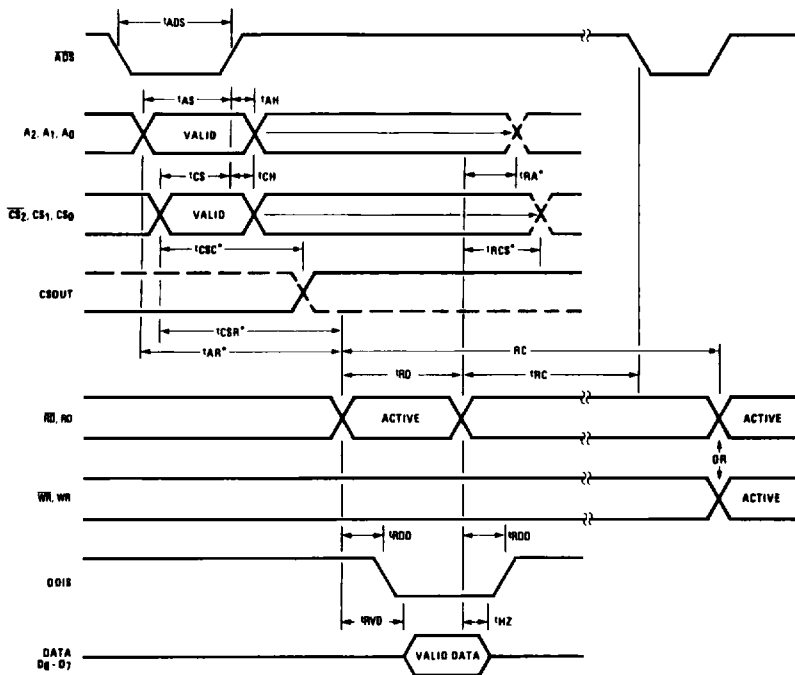 tADS
ADS
tAS tAH
A2, A1, A0 VALID
tCS tCH tRA*
CS2, CS1, CS0 VALID
tCSC* tRCS*
CSOUT
tCSR*
tAR* RC
tRD tRC
RD, RD ACTIVE ACTIVE
OR
WR, WR ACTIVE
tRDD tRDD
DDIS
tRVD tHZ
DATA VALID DATA
D0 - D7